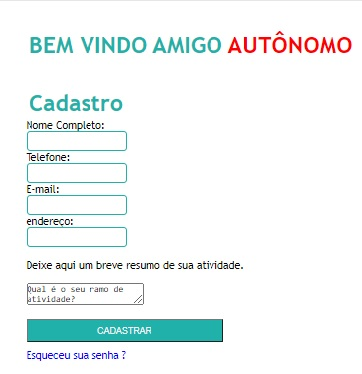 BEM VINDO AMIGO AUTÔNOMO
Cadastro
Nome Completo:
Telefone:
E-mail:
endereço:
Deixe aqui um breve resumo de sua atividade.
Qual é o seu ramo de
atividade?
CADASTRAR
Esqueceu sua senha ?